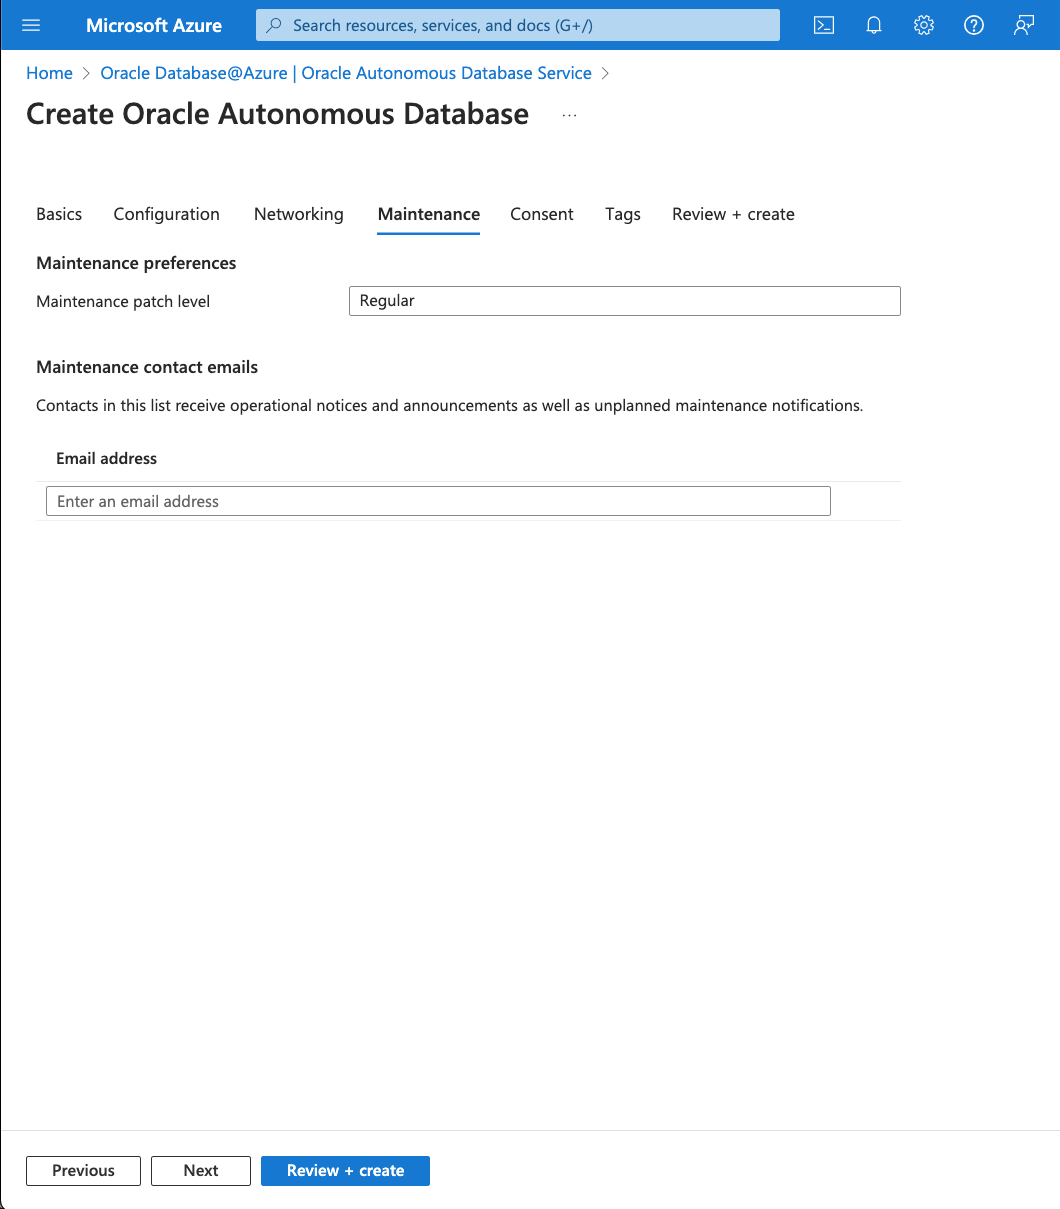 Microsoft Azure
Search resources, services, and docs (G+/)
Home > Oracle Database@Azure | Oracle Autonomous Database Service >
Create Oracle Autonomous Database ...
Basics Configuration Networking Maintenance Consent Tags Review + create
Maintenance preferences
Maintenance patch level Regular
Maintenance contact emails
Contacts in this list receive operational notices and announcements as well as unplanned maintenance notifications.
Email address
Enter an email address
Previous Next Review + create